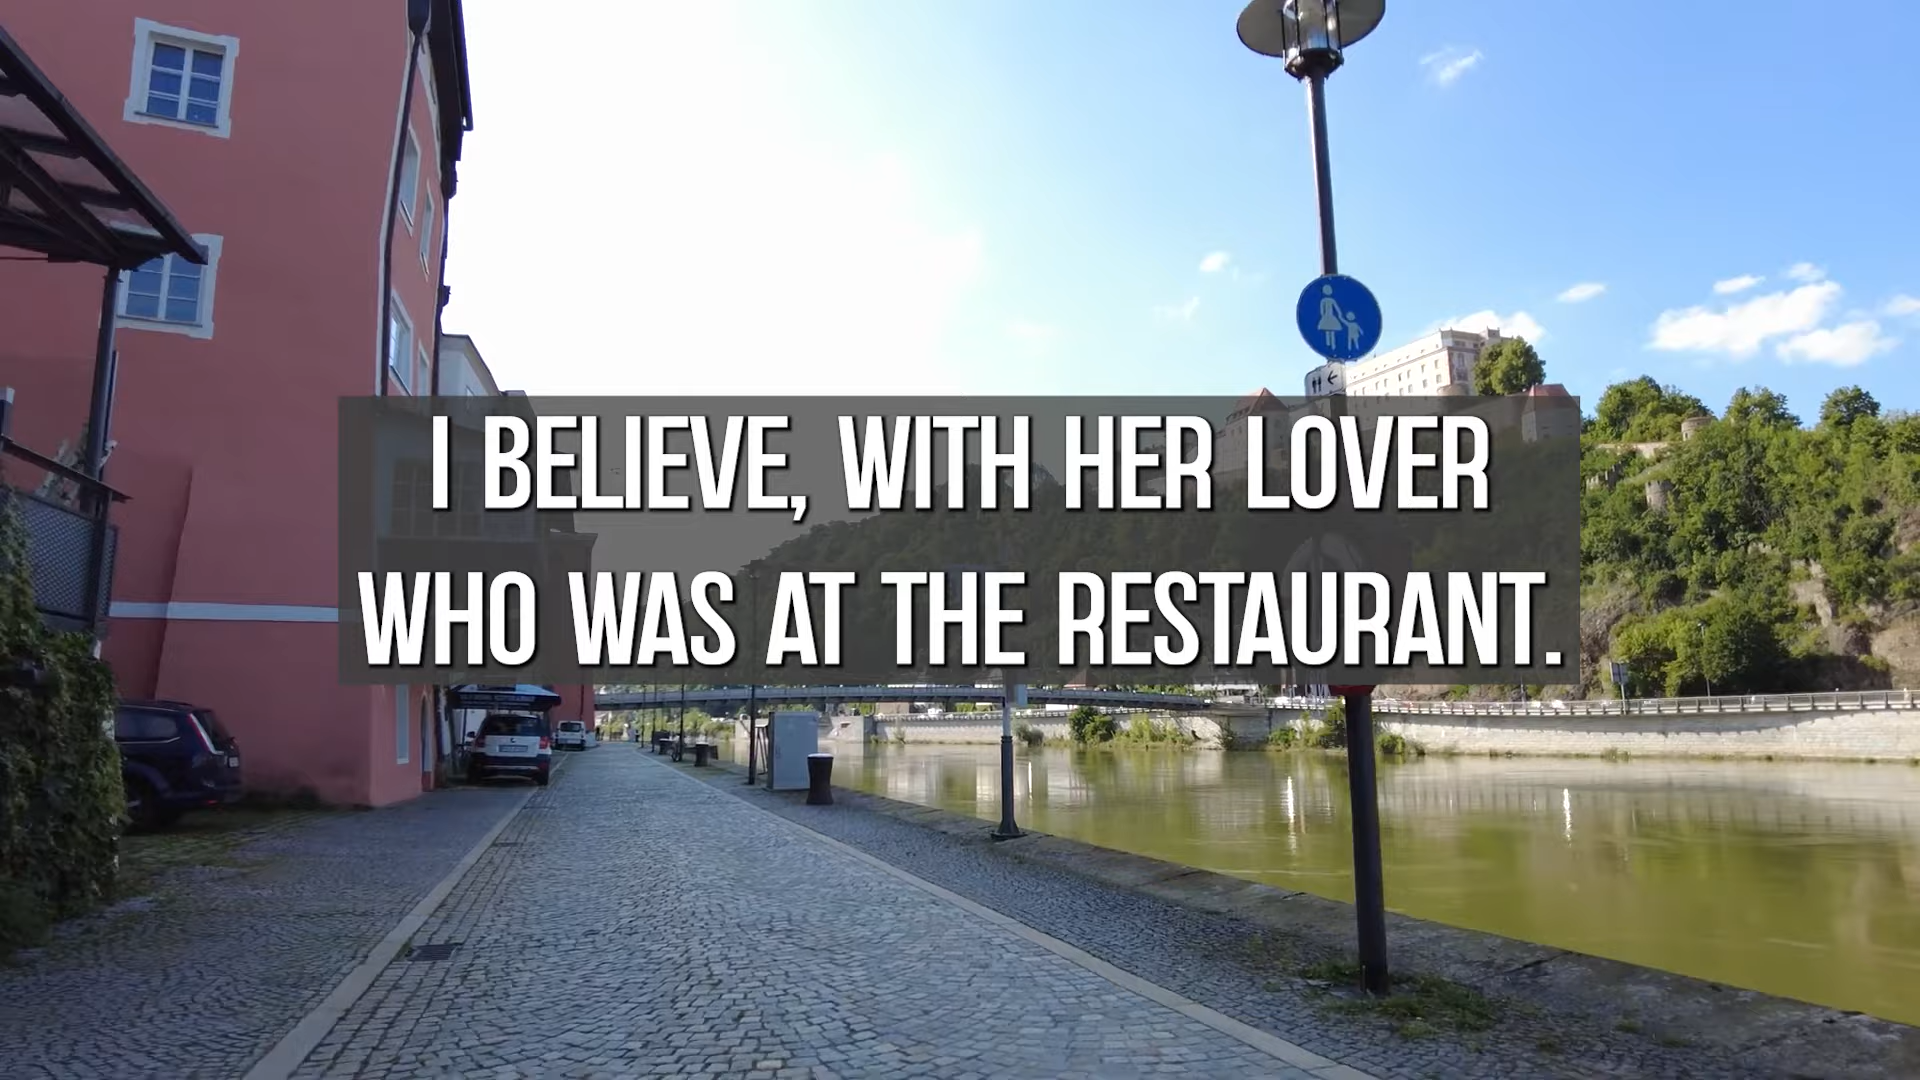 I BELIEVE, WITH HER LOVER
WHO WAS AT THE RESTAURANT.